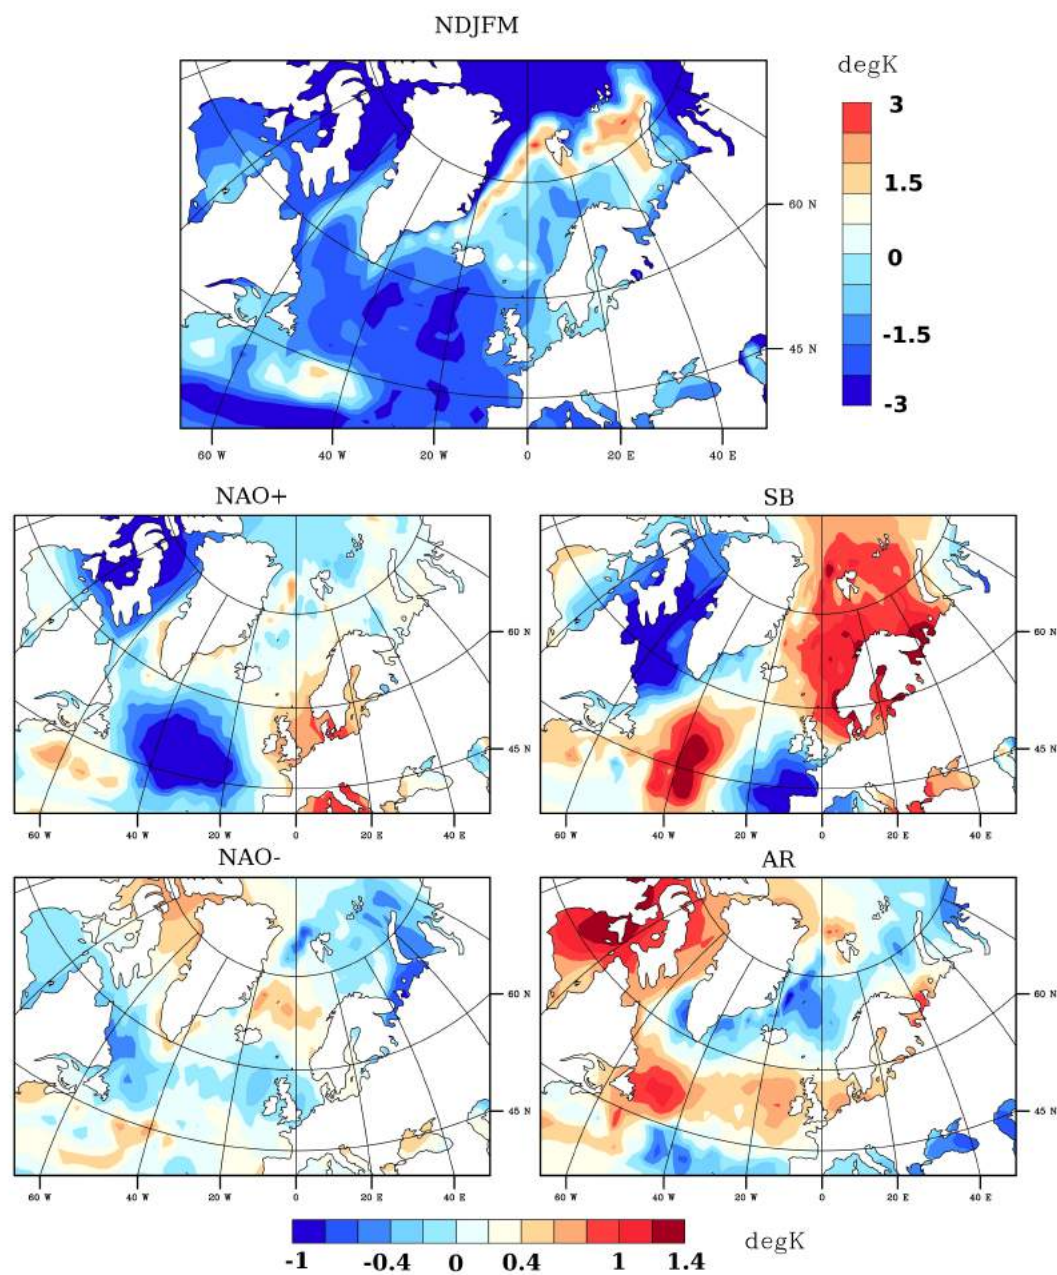 NDJFM
degK
3
1.5
0
-1.5
-3
60 N
45 N
60 W 40 W 20 W 0 20 E 40 E
NAO+ SB
60 N 60 N
45 N 45 N
60 W 40 W 20 W 0 20 E 40 E 60 W 40 W 20 W 0 20 E 40 E
NAO- AR
60 N 60 N
45 N 45 N
60 W 40 W 20 W 0 20 E 40 E 60 W 40 W 20 W 0 20 E 40 E
-1 -0.4 0 0.4 1 1.4 degK